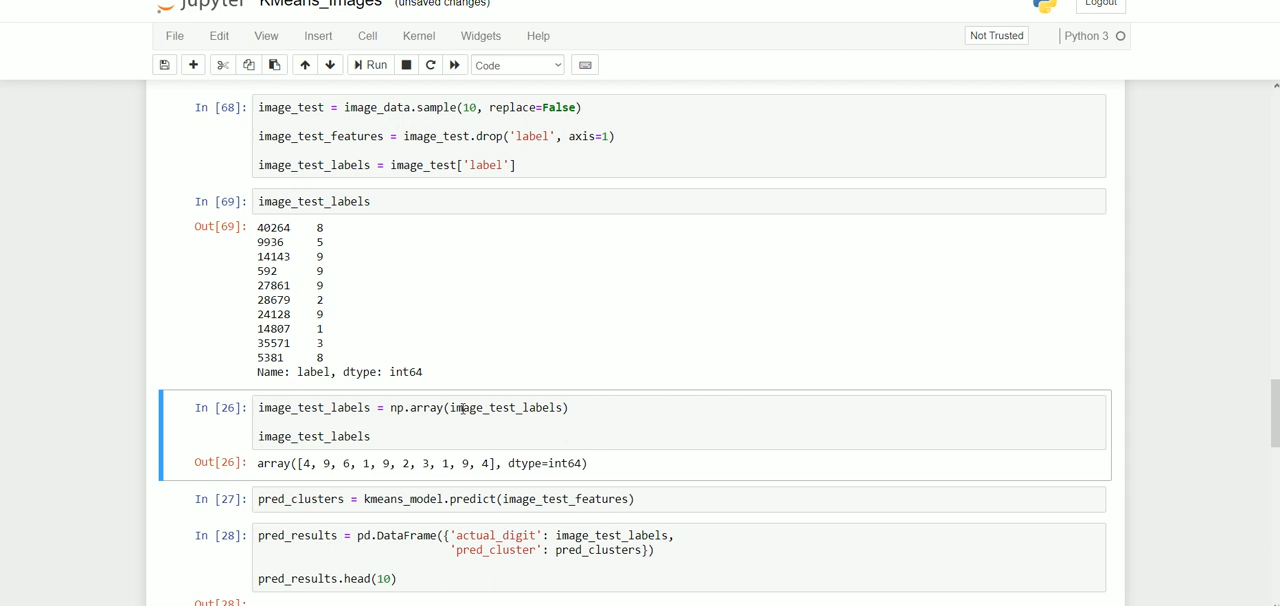 jupyter KMeans_Images (unsaved changes) Logout
File Edit View Insert Cell Kernel Widgets Help Not Trusted Python 3
Run Code
In [68]: image_test = image_data.sample(10, replace=False)
image_test_features = image_test.drop('label', axis=1)
image_test_labels = image_test['label']
In [69]: image_test_labels
Out[69]: 40264 8
9936 5
14143 9
592 9
27861 9
28679 2
24128 9
14807 1
35571 3
5381 8
Name: label, dtype: int64
In [26]: image_test_labels = np.array(image_test_labels)
image_test_labels
Out[26]: array([4, 9, 6, 1, 9, 2, 3, 1, 9, 4], dtype=int64)
In [27]: pred_clusters = kmeans_model.predict(image_test_features)
In [28]: pred_results = pd.DataFrame({'actual_digit': image_test_labels,
'pred_cluster': pred_clusters})
pred_results.head(10)
Out[28]: